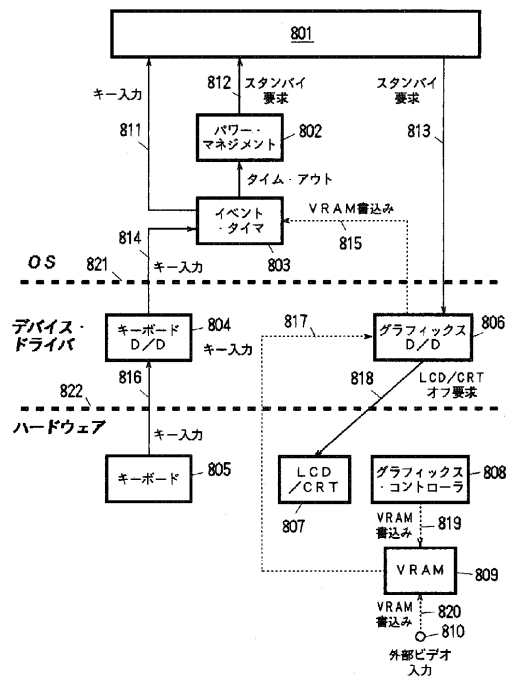 801
キー入力
811
812
スタンバイ
要求
スタンバイ
要求
813
パワー・
マネジメント
802
タイム・アウト
イベント
・タイマ
803
VRAM書込み
815
814
キー入力
OS
821
デバイス・
ドライバ
キーボード
D/D
804
キー入力
817
グラフィックス
D/D
806
816
818
LCD/CRT
オフ要求
822
ハードウェア
キー入力
キーボード
805
LCD
/CRT
807
グラフィックス
・コントローラ
808
VRAM
書込み
819
VRAM
809
VRAM
書込み
820
810
外部ビデオ
入力